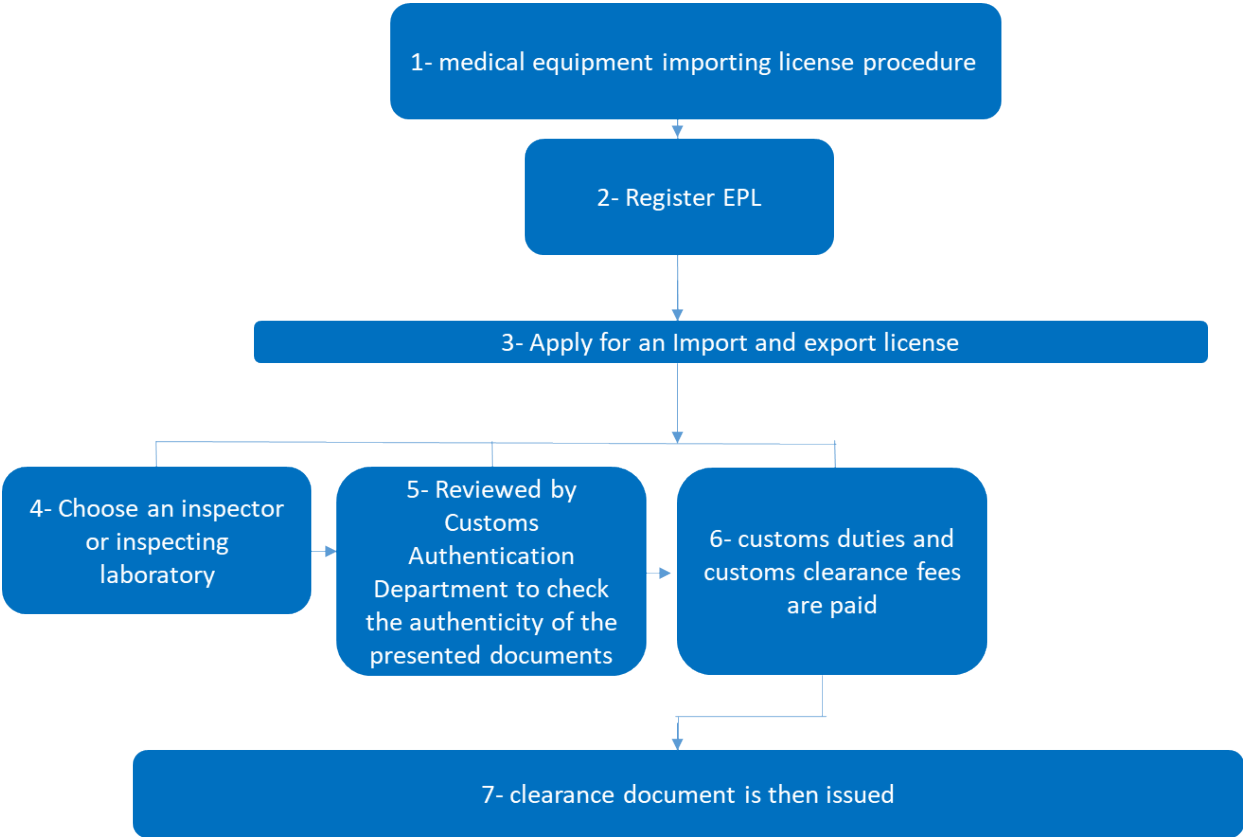 1- medical equipment importing license procedure
2- Register EPL
3- Apply for an Import and export license
4- Choose an inspector
or inspecting
laboratory
5- Reviewed by
Customs
Authentication
Department to check
the authenticity of the
presented documents
6- customs duties and
customs clearance fees
are paid
7- clearance document is then issued